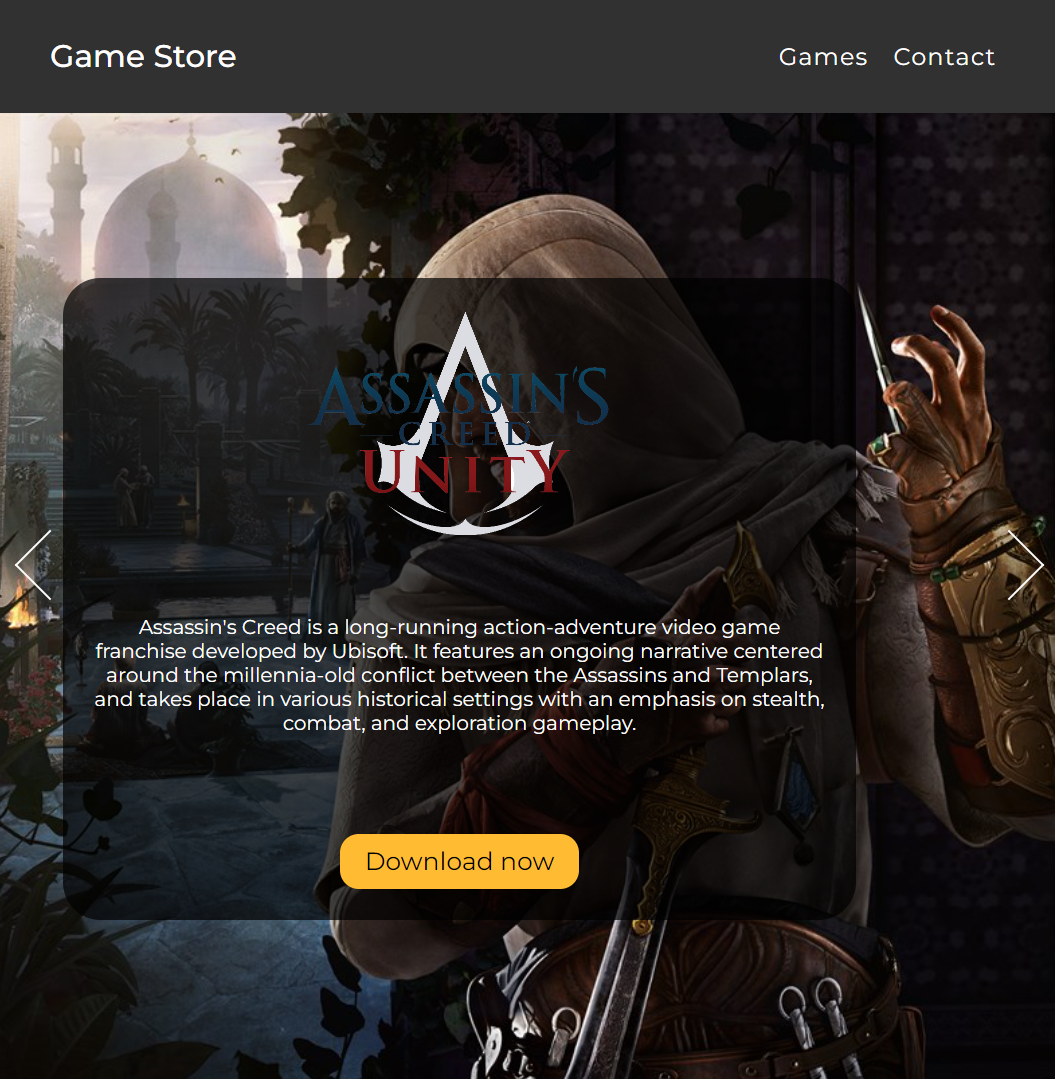 Game Store
Games Contact
ASSASSIN'S
CREED
UNITY
Assassin's Creed is a long-running action-adventure video game
franchise developed by Ubisoft. It features an ongoing narrative centered
around the millennia-old conflict between the Assassins and Templars,
and takes place in various historical settings with an emphasis on stealth,
combat, and exploration gameplay.
Download now